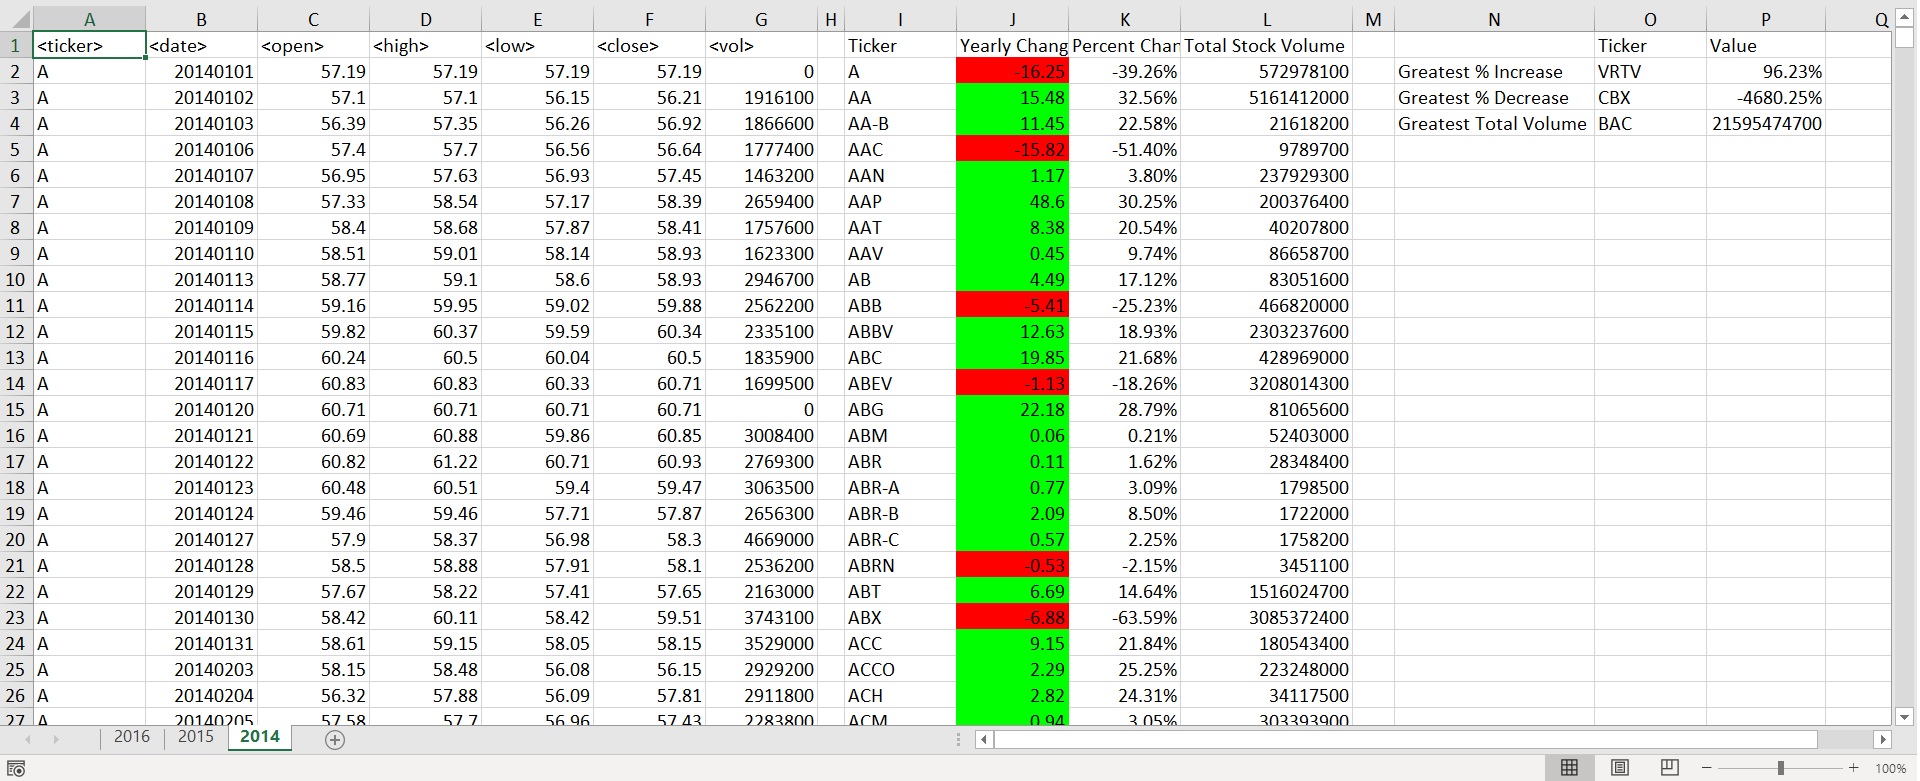 A B C D E F G H I J K L M N O P Q
1 <ticker> <date> <open> <high> <low> <close> <vol> Ticker Yearly Chang Percent Char Total Stock Volume Ticker Value
2 A 20140101 57.19 57.19 57.19 57.19 0 A -16.25 -39.26% 572978100 Greatest % Increase VRTV 96.23%
3 A 20140102 57.1 57.1 56.15 56.21 1916100 AA 15.48 32.56% 5161412000 Greatest % Decrease CBX -4680.25%
4 A 20140103 56.39 57.35 56.26 56.92 1866600 AA-B 11.45 22.58% 21618200 Greatest Total Volume BAC 21595474700
5 A 20140106 57.4 57.7 56.56 56.64 1777400 AAC -15.82 -51.40% 9789700
6 A 20140107 56.95 57.63 56.93 57.45 1463200 AAN 1.17 3.80% 237929300
7 A 20140108 57.33 58.54 57.17 58.39 2659400 AAP 48.6 30.25% 200376400
8 A 20140109 58.4 58.68 57.87 58.41 1757600 AAT 8.38 20.54% 40207800
9 A 20140110 58.51 59.01 58.14 58.93 1623300 AAV 0.45 9.74% 86658700
10 A 20140113 58.77 59.1 58.6 58.93 2946700 AB 4.49 17.12% 83051600
11 A 20140114 59.16 59.95 59.02 59.88 2562200 ABB -5.41 -25.23% 466820000
12 A 20140115 59.82 60.37 59.59 60.34 2335100 ABBV 12.63 18.93% 2303237600
13 A 20140116 60.24 60.5 60.04 60.5 1835900 ABC 19.85 21.68% 428969000
14 A 20140117 60.83 60.83 60.33 60.71 1699500 ABEV -1.13 -18.26% 3208014300
15 A 20140120 60.71 60.71 60.71 60.71 0 ABG 22.18 28.79% 81065600
16 A 20140121 60.69 60.88 59.86 60.85 3008400 ABM 0.06 0.21% 52403000
17 A 20140122 60.82 61.22 60.71 60.93 2769300 ABR 0.11 1.62% 28348400
18 A 20140123 60.48 60.51 59.4 59.47 3063500 ABR-A 0.77 3.09% 1798500
19 A 20140124 59.46 59.46 57.71 57.87 2656300 ABR-B 2.09 8.50% 1722000
20 A 20140127 57.9 58.37 56.98 58.3 4669000 ABR-C 0.57 2.25% 1758200
21 A 20140128 58.5 58.88 57.91 58.1 2536200 ABRN -0.53 -2.15% 3451100
22 A 20140129 57.67 58.22 57.41 57.65 2163000 ABT 6.69 14.64% 1516024700
23 A 20140130 58.42 60.11 58.42 59.51 3743100 ABX -6.88 -63.59% 3085372400
24 A 20140131 58.61 59.15 58.05 58.15 3529000 ACC 9.15 21.84% 180543400
25 A 20140203 58.15 58.48 56.08 56.15 2929200 ACCO 2.29 25.25% 223248000
26 A 20140204 56.32 57.88 56.09 57.81 2911800 ACH 2.82 24.31% 34117500
27 A 20140205 57.58 57.7 56.96 57.43 2283800 ACM 0.94 3.05% 303393900
2016 2015 2014
100%